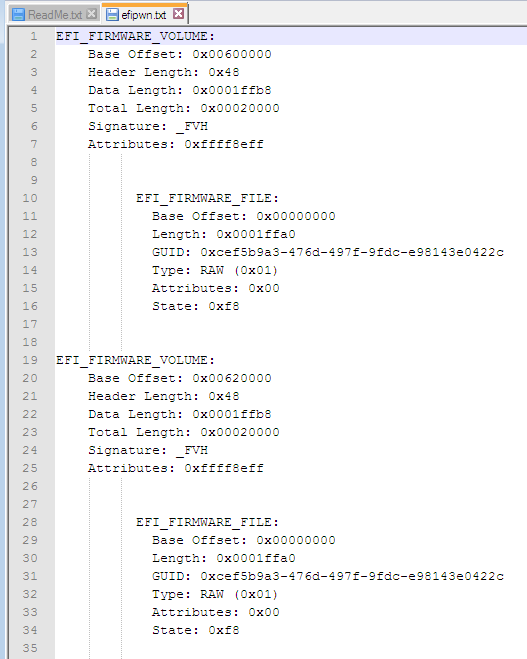 ReadMe.txt efipwn.txt
1 EFI_FIRMWARE_VOLUME:
2 Base Offset: 0x00600000
3 Header Length: 0x48
4 Data Length: 0x0001ffb8
5 Total Length: 0x00020000
6 Signature: _FVH
7 Attributes: 0xffff8eff
8
9
10 EFI_FIRMWARE_FILE:
11 Base Offset: 0x00000000
12 Length: 0x0001ffa0
13 GUID: 0xcef5b9a3-476d-497f-9fdc-e98143e0422c
14 Type: RAW (0x01)
15 Attributes: 0x00
16 State: 0xf8
17
18
19 EFI_FIRMWARE_VOLUME:
20 Base Offset: 0x00620000
21 Header Length: 0x48
22 Data Length: 0x0001ffb8
23 Total Length: 0x00020000
24 Signature: _FVH
25 Attributes: 0xffff8eff
26
27
28 EFI_FIRMWARE_FILE:
29 Base Offset: 0x00000000
30 Length: 0x0001ffa0
31 GUID: 0xcef5b9a3-476d-497f-9fdc-e98143e0422c
32 Type: RAW (0x01)
33 Attributes: 0x00
34 State: 0xf8
35